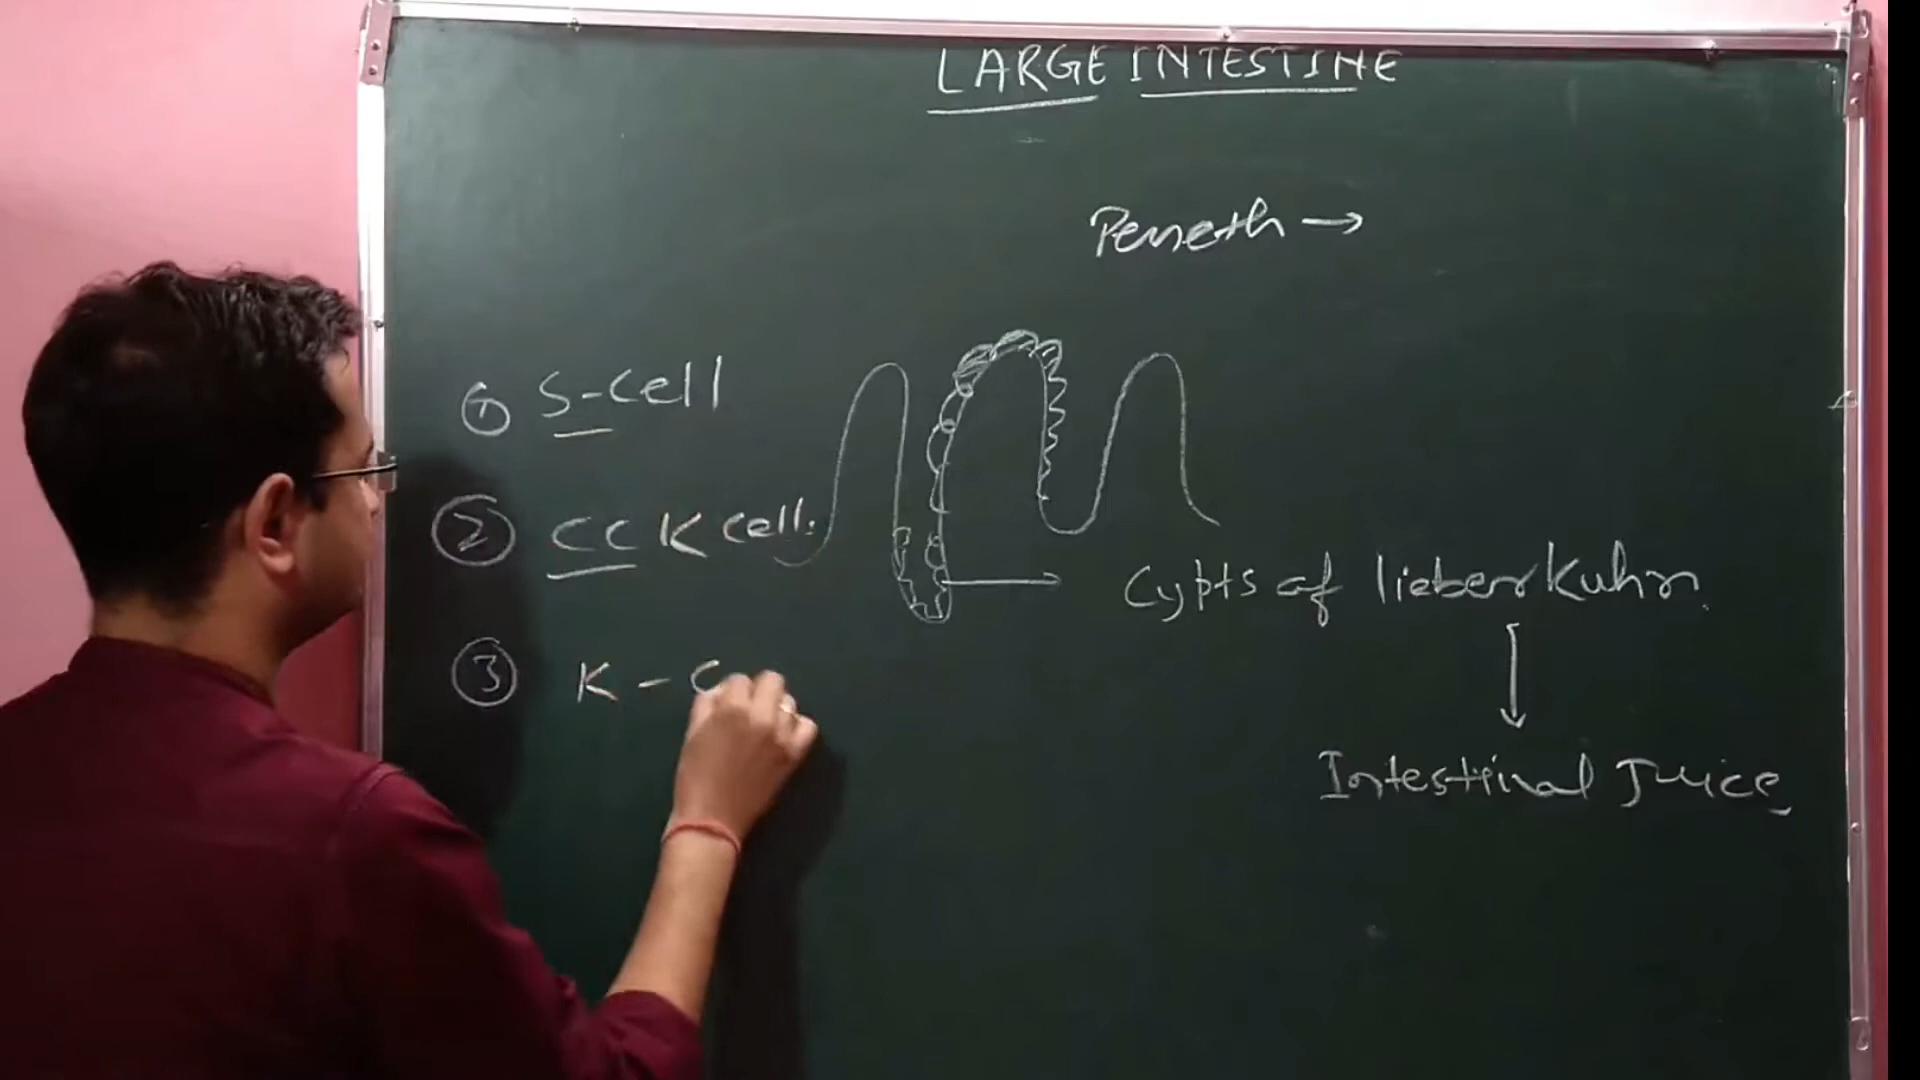 LARGE INTESTINE
Peneth →
① S-Cell
② CCK Cell.
Cypts of lieberkuhn.
③ K - C
Intestinal Juice